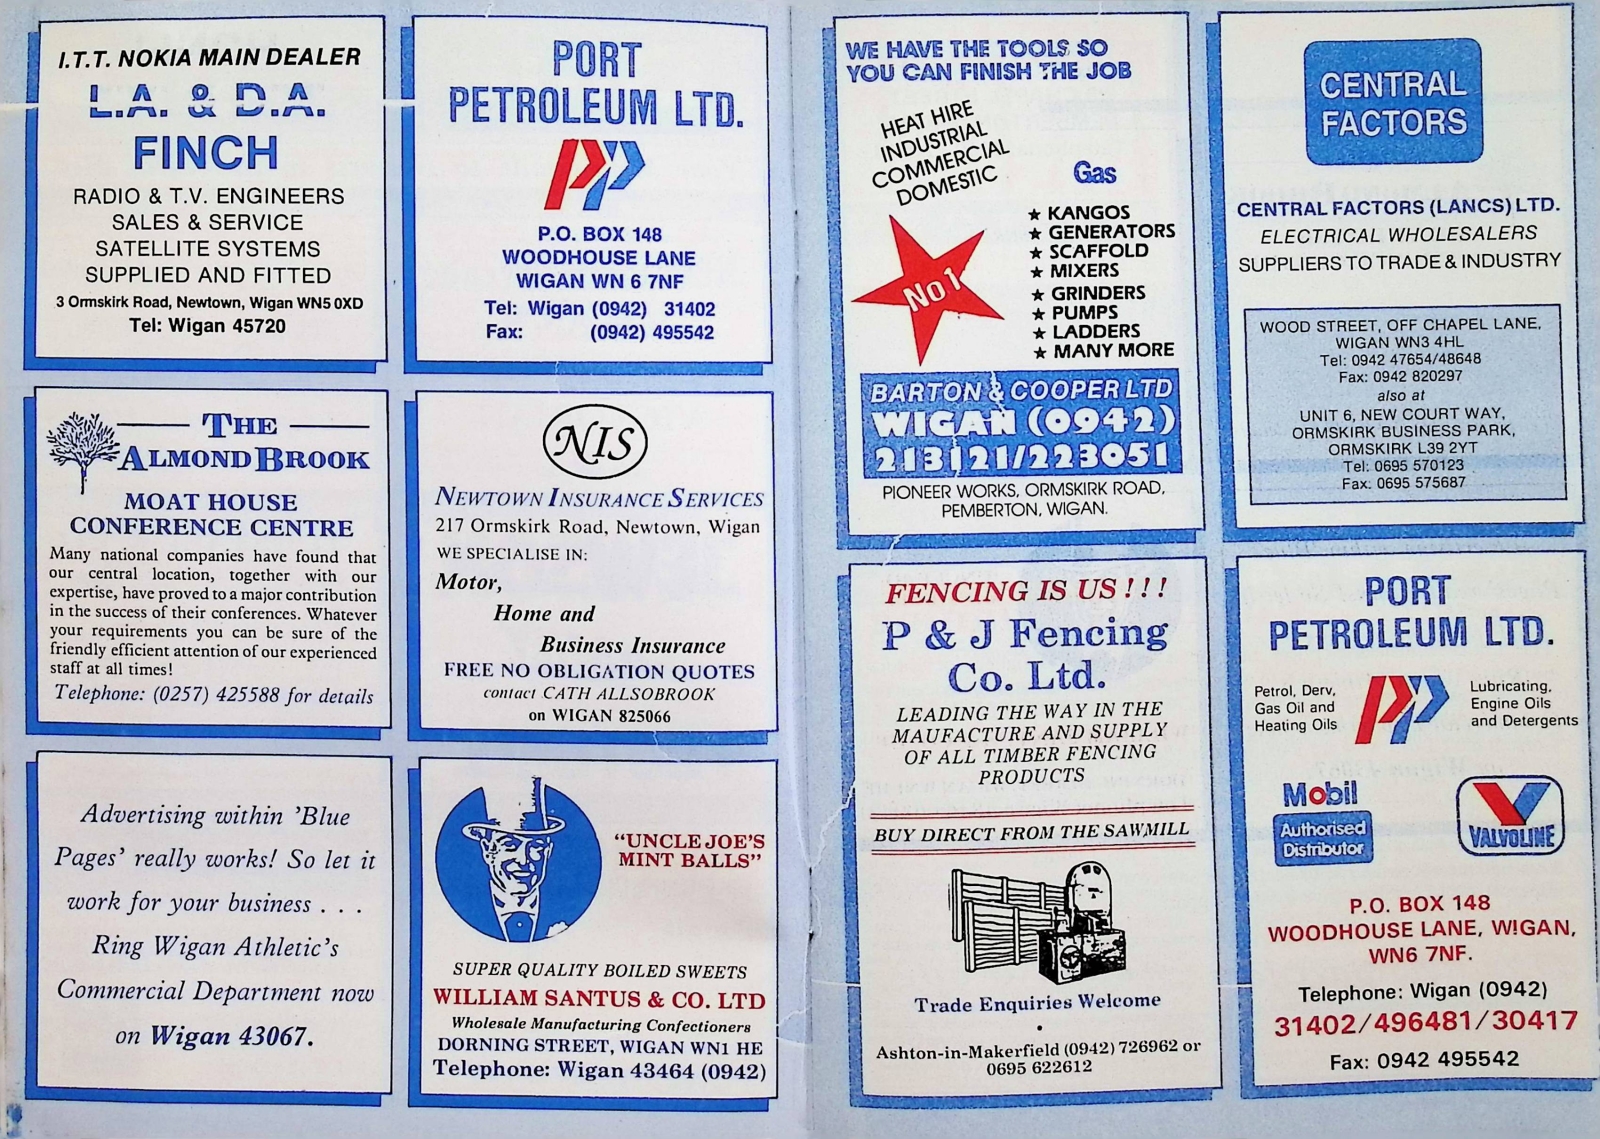 I.T.T. NOKIA MAIN DEALER
L.A. & D.A.
FINCH
RADIO & T.V. ENGINEERS
SALES & SERVICE
SATELLITE SYSTEMS
SUPPLIED AND FITTED
3 Ormskirk Road, Newtown, Wigan WN5 0XD
Tel: Wigan 45720
PORT
PETROLEUM LTD.
PP
P.O. BOX 148
WOODHOUSE LANE
WIGAN WN 6 7NF
Tel: Wigan (0942) 31402
Fax: (0942) 495542
THE
ALMOND BROOK
MOAT HOUSE
CONFERENCE CENTRE
Many national companies have found that
our central location, together with our
expertise, have proved to a major contribution
in the success of their conferences. Whatever
your requirements you can be sure of the
friendly efficient attention of our experienced
staff at all times!
Telephone: (0257) 425588 for details
NIS
NEWTOWN INSURANCE SERVICES
217 Ormskirk Road, Newtown, Wigan
WE SPECIALISE IN:
Motor,
Home and
Business Insurance
FREE NO OBLIGATION QUOTES
contact CATH ALLSOBROOK
on WIGAN 825066
Advertising within 'Blue
Pages' really works! So let it
work for your business . . .
Ring Wigan Athletic's
Commercial Department now
on Wigan 43067.
"UNCLE JOE'S
MINT BALLS"
SUPER QUALITY BOILED SWEETS
WILLIAM SANTUS & CO. LTD
Wholesale Manufacturing Confectioners
DORNING STREET, WIGAN WN1 HE
Telephone: Wigan 43464 (0942)
WE HAVE THE TOOLS SO
YOU CAN FINISH THE JOB
HEAT HIRE
INDUSTRIAL
COMMERCIAL
DOMESTIC
Gas
No 1
★ KANGOS
★ GENERATORS
★ SCAFFOLD
★ MIXERS
★ GRINDERS
★ PUMPS
★ LADDERS
★ MANY MORE
BARTON & COOPER LTD
WIGAN (0942)
213121/223051
PIONEER WORKS, ORMSKIRK ROAD,
PEMBERTON, WIGAN.
CENTRAL
FACTORS
CENTRAL FACTORS (LANCS) LTD.
ELECTRICAL WHOLESALERS
SUPPLIERS TO TRADE & INDUSTRY
WOOD STREET, OFF CHAPEL LANE,
WIGAN WN3 4HL
Tel: 0942 47654/48648
Fax: 0942 820297
also at
UNIT 6, NEW COURT WAY,
ORMSKIRK BUSINESS PARK,
ORMSKIRK L39 2YT
Tel: 0695 570123
Fax: 0695 575687
FENCING IS US ! ! !
P & J Fencing
Co. Ltd.
LEADING THE WAY IN THE
MAUFACTURE AND SUPPLY
OF ALL TIMBER FENCING
PRODUCTS
BUY DIRECT FROM THE SAWMILL
Trade Enquiries Welcome
•
Ashton-in-Makerfield (0942) 726962 or
0695 622612
PORT
PETROLEUM LTD.
Petrol, Derv,
Gas Oil and
Heating Oils
PP
Lubricating,
Engine Oils
and Detergents
Mobil
Authorised
Distributor
VALVOLINE
P.O. BOX 148
WOODHOUSE LANE, WIGAN,
WN6 7NF.
Telephone: Wigan (0942)
31402/496481/30417
Fax: 0942 495542